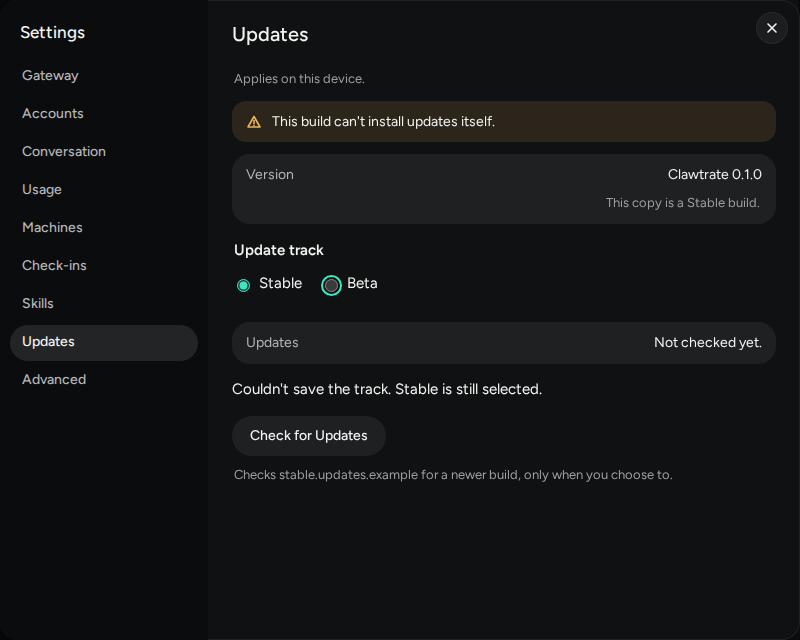 Settings
Gateway
Accounts
Conversation
Usage
Machines
Check-ins
Skills
Updates
Advanced
Updates
Applies on this device.
This build can't install updates itself.
Version
Clawtrate 0.1.0
This copy is a Stable build.
Update track
Stable
Beta
Updates
Not checked yet.
Couldn't save the track. Stable is still selected.
Check for Updates
Checks stable.updates.example for a newer build, only when you choose to.